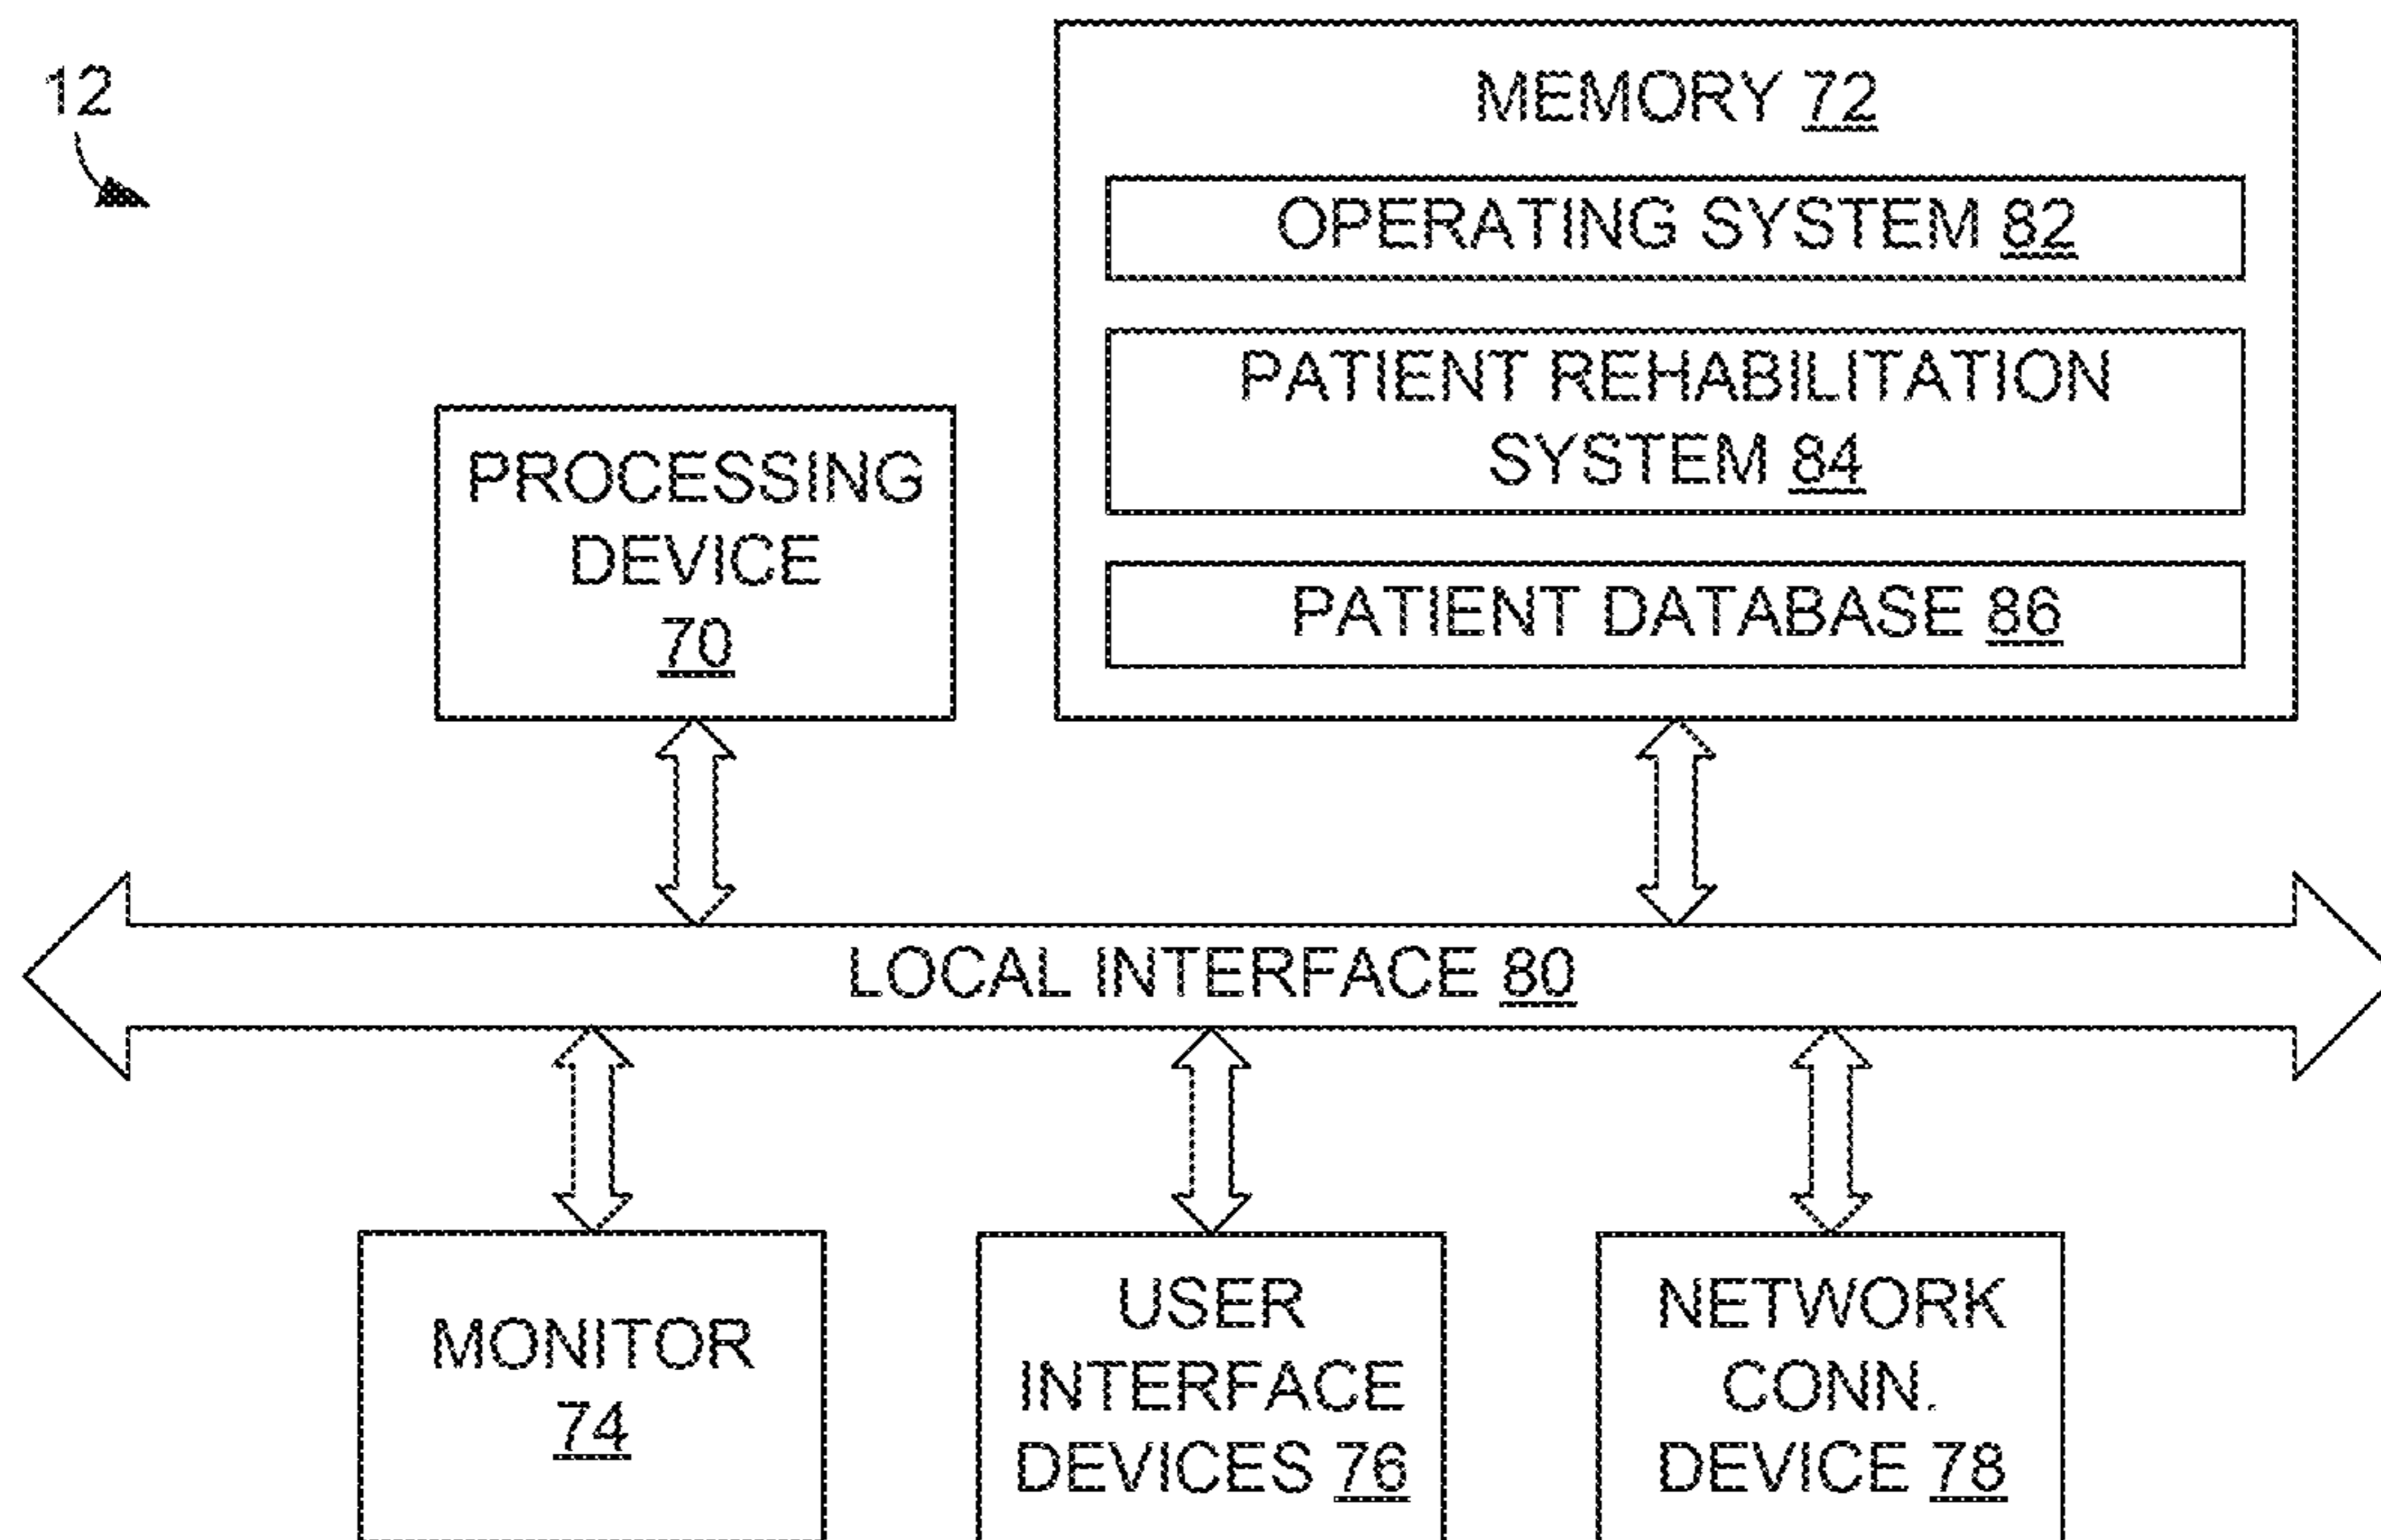 12
MEMORY 72
OPERATING SYSTEM 82
PATIENT REHABILITATION
SYSTEM 84
PATIENT DATABASE 86
PROCESSING
DEVICE
70
LOCAL INTERFACE 80
MONITOR
74
USER
INTERFACE
DEVICES 76
NETWORK
CONN.
DEVICE 78